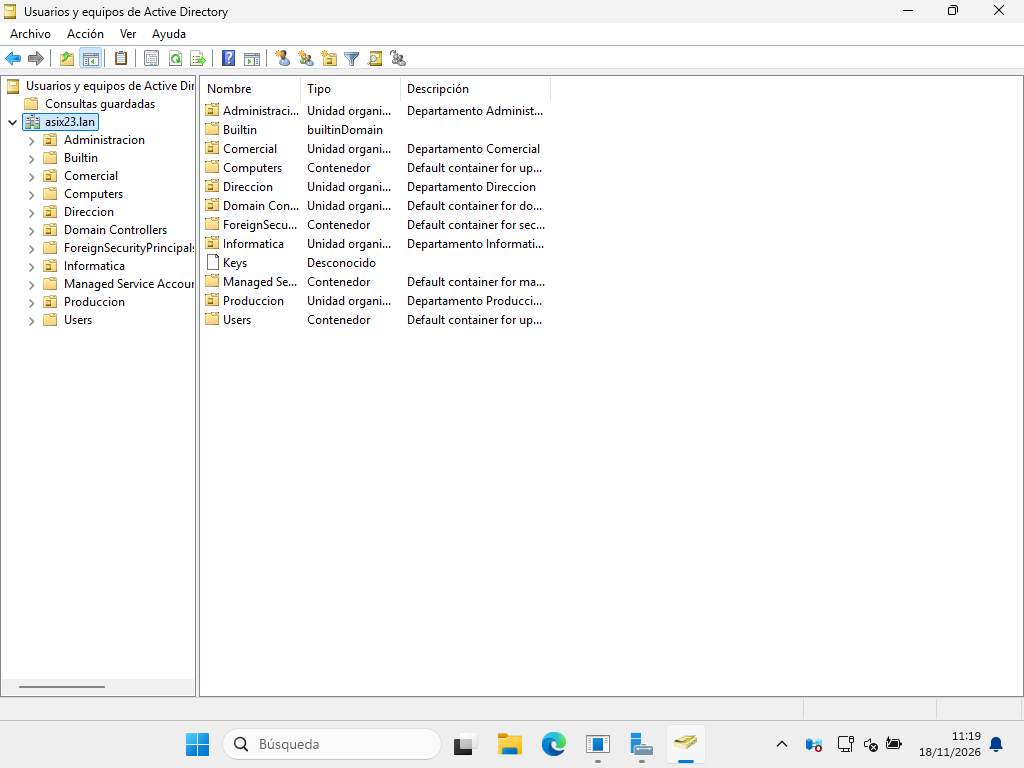 Usuarios y equipos de Active Directory
Archivo Acción Ver Ayuda
Usuarios y equipos de Active Dir
Consultas guardadas
asix23.lan
Administracion
Builtin
Comercial
Computers
Direccion
Domain Controllers
ForeignSecurityPrincipals
Informatica
Managed Service Accour
Produccion
Users
Nombre Tipo Descripción
Administraci... Unidad organi... Departamento Administ...
Builtin builtinDomain
Comercial Unidad organi... Departamento Comercial
Computers Contenedor Default container for up...
Direccion Unidad organi... Departamento Direccion
Domain Con... Unidad organi... Default container for do...
ForeignSecu... Contenedor Default container for sec...
Informatica Unidad organi... Departamento Informati...
Keys Desconocido
Managed Se... Contenedor Default container for ma...
Produccion Unidad organi... Departamento Producci...
Users Contenedor Default container for up...
Búsqueda
11:19
18/11/2026